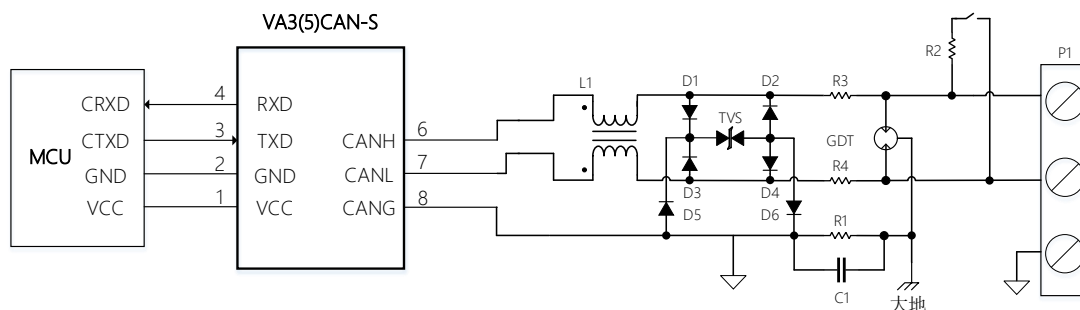 VA3(5)CAN-S
P1
R2
L1
D1
D2
R3
TVS
GDT
D3
D4
R4
D5
D6
R1
C1
大地
MCU
CRXD
CTXD
GND
VCC
4
3
2
1
RXD
TXD
GND
VCC
CANH
CANL
CANG
6
7
8